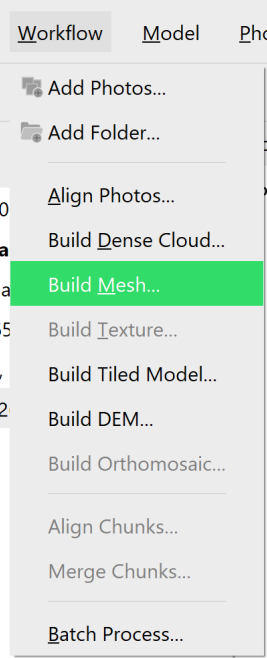 Workflow Model
Add Photos...
Add Folder...
Align Photos...
Build Dense Cloud...
Build Mesh...
Build Texture...
Build Tiled Model...
Build DEM...
Build Orthomosaic...
Align Chunks...
Merge Chunks...
Batch Process...